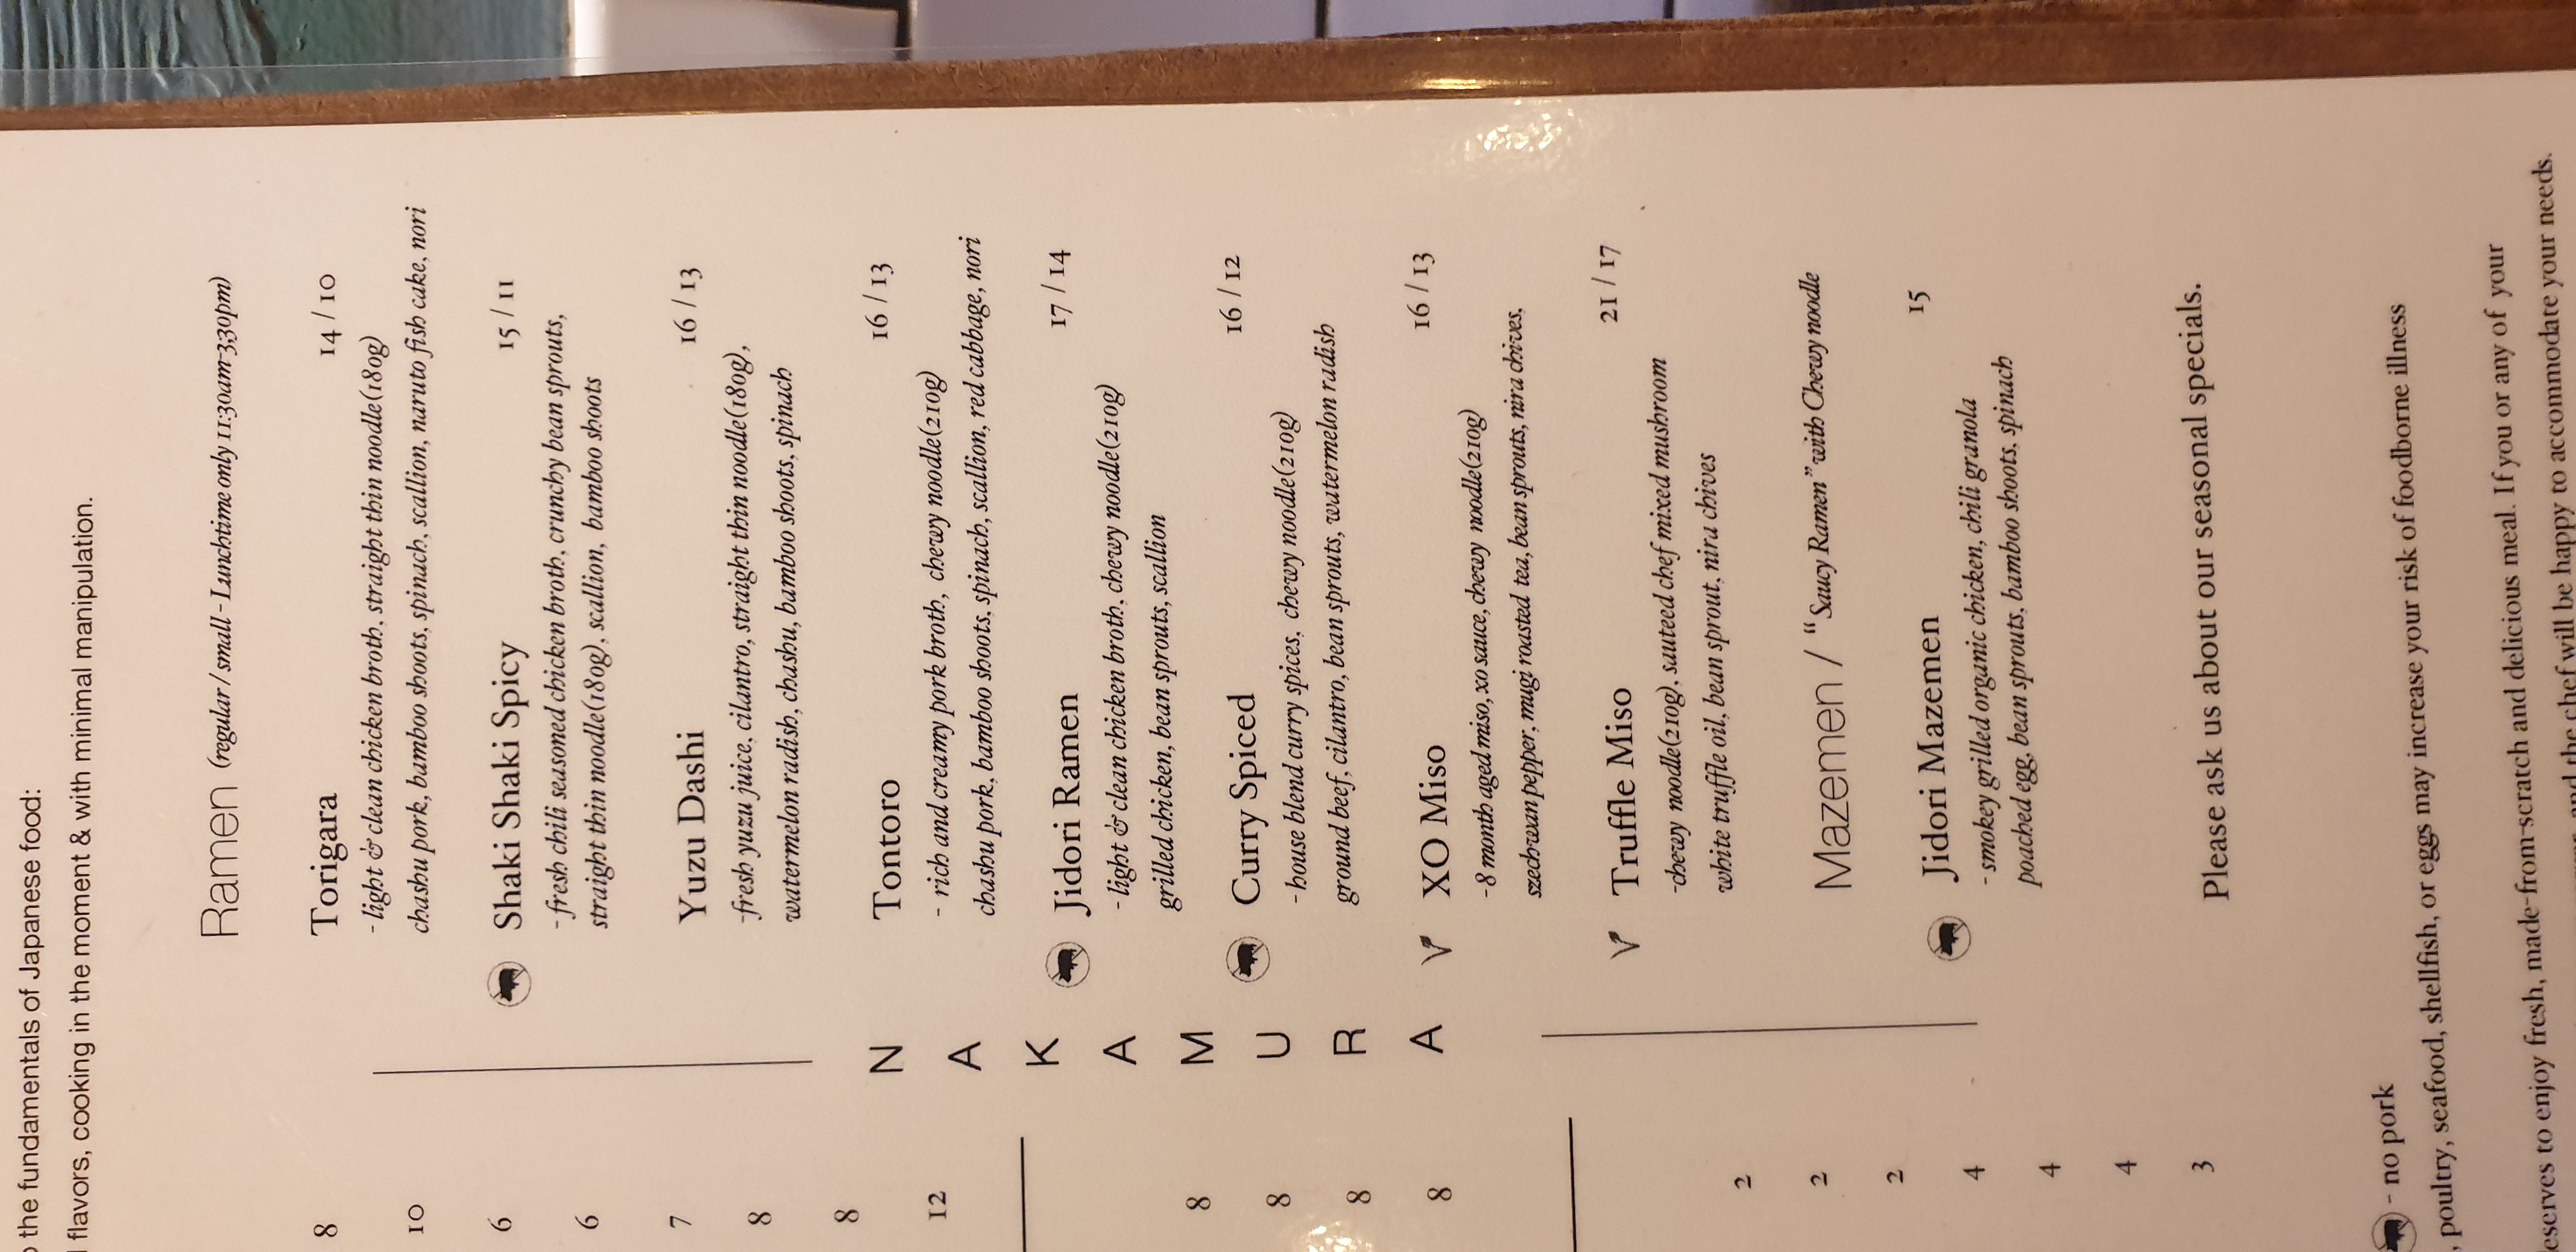 the fundamentals of Japanese food:
flavors, cooking in the moment & with minimal manipulation.
8
10
6
6
7
8
8
12
8
8
8
8
2
2
2
4
4
4
3
NAKAMURA
Ramen (regular / small - Lunchtime only 11:30am-3:30pm)
Torigara 14 / 10
- light & clean chicken broth, straight thin noodle(180g)
chashu pork, bamboo shoots, spinach, scallion, naruto fish cake, nori
Shaki Shaki Spicy 15 / 11
- fresh chili seasoned chicken broth, crunchy bean sprouts,
straight thin noodle(180g), scallion, bamboo shoots
Yuzu Dashi 16 / 13
-fresh yuzu juice, cilantro, straight thin noodle(180g),
watermelon radish, chashu, bamboo shoots, spinach
Tontoro 16 / 13
- rich and creamy pork broth, chewy noodle(210g)
chashu pork, bamboo shoots, spinach, scallion, red cabbage, nori
Jidori Ramen 17 / 14
- light & clean chicken broth, chewy noodle(210g)
grilled chicken, bean sprouts, scallion
Curry Spiced 16 / 12
- house blend curry spices, chewy noodle(210g)
ground beef, cilantro, bean sprouts, watermelon radish
V XO Miso 16 / 13
-8 month aged miso, xo sauce, chewy noodle(210g)
szechwan pepper, mugi roasted tea, bean sprouts, nira chives,
V Truffle Miso 21 / 17
-chewy noodle(210g), sauteed chef mixed mushroom
white truffle oil, bean sprout, nira chives
Mazemen / "Saucy Ramen" with Chewy noodle
Jidori Mazemen 15
- smokey grilled organic chicken, chili granola
poached egg, bean sprouts, bamboo shoots, spinach
Please ask us about our seasonal specials.
- no pork
, poultry, seafood, shellfish, or eggs may increase your risk of foodborne illness
deserves to enjoy fresh, made-from-scratch and delicious meal. If you or any of your
and the chef will be happy to accommodate your needs.